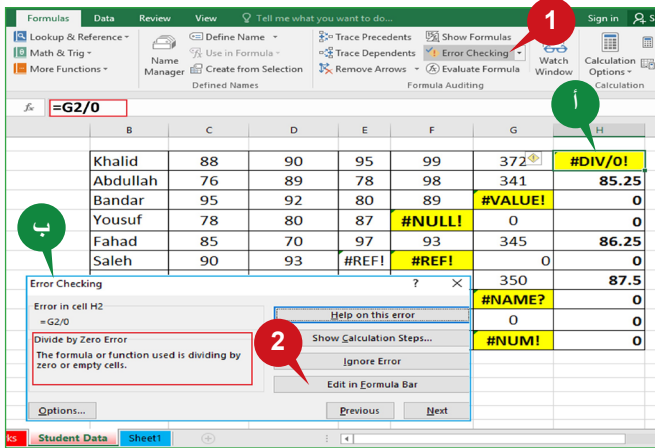 Formulas Data Review View Tell me what you want to do... Sign in
1
Lookup & Reference Define Name Trace Precedents Show Formulas
Math & Trig Use in Formula Trace Dependents Error Checking
More Functions Name Manager Create from Selection Remove Arrows Evaluate Formula Watch Window Calculation Options
Defined Names Formula Auditing Calculation
fx =G2/0
أ
B C D E F G H
Khalid 88 90 95 99 372 #DIV/0!
Abdullah 76 89 78 98 341 85.25
Bandar 95 92 80 89 #VALUE! 0
Yousuf 78 80 87 #NULL! 0 0
ب
Fahad 85 70 97 93 345 86.25
Saleh 90 93 #REF! #REF! 0 0
350 87.5
#NAME? 0
0 0
#NUM! 0
Error Checking ? ×
Error in cell H2
=G2/0
Divide by Zero Error
The formula or function used is dividing by
zero or empty cells.
Help on this error
Show Calculation Steps...
2
Ignore Error
Edit in Formula Bar
Options... Previous Next
ks Student Data Sheet1